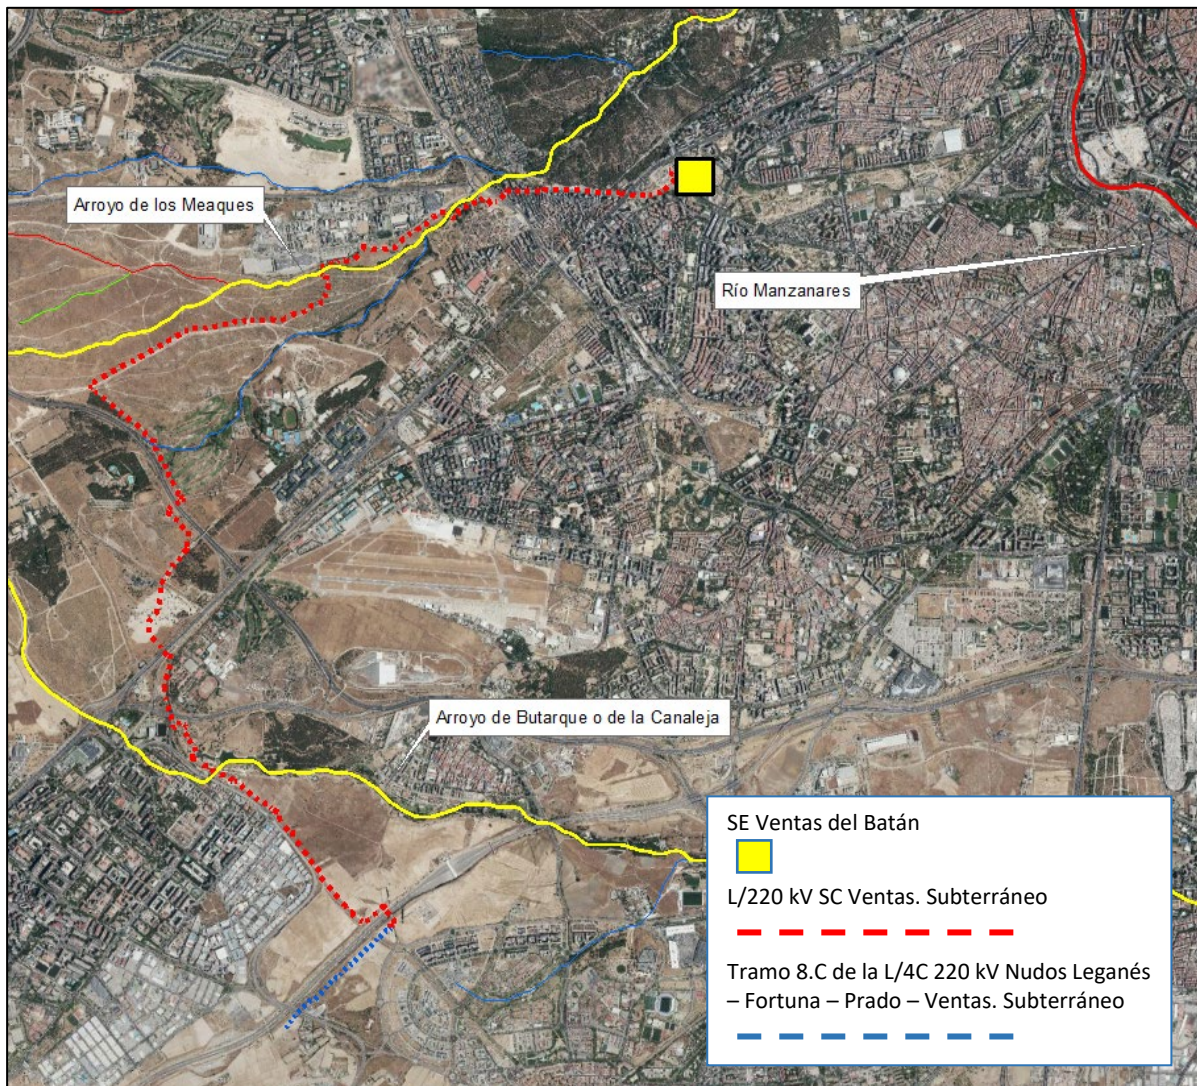 Arroyo de los Meaques
Río Manzanares
Arroyo de Butarque o de la Canaleja
SE Ventas del Batán
L/220 kV SC Ventas. Subterráneo
Tramo 8.C de la L/4C 220 kV Nudos Leganés
– Fortuna – Prado – Ventas. Subterráneo